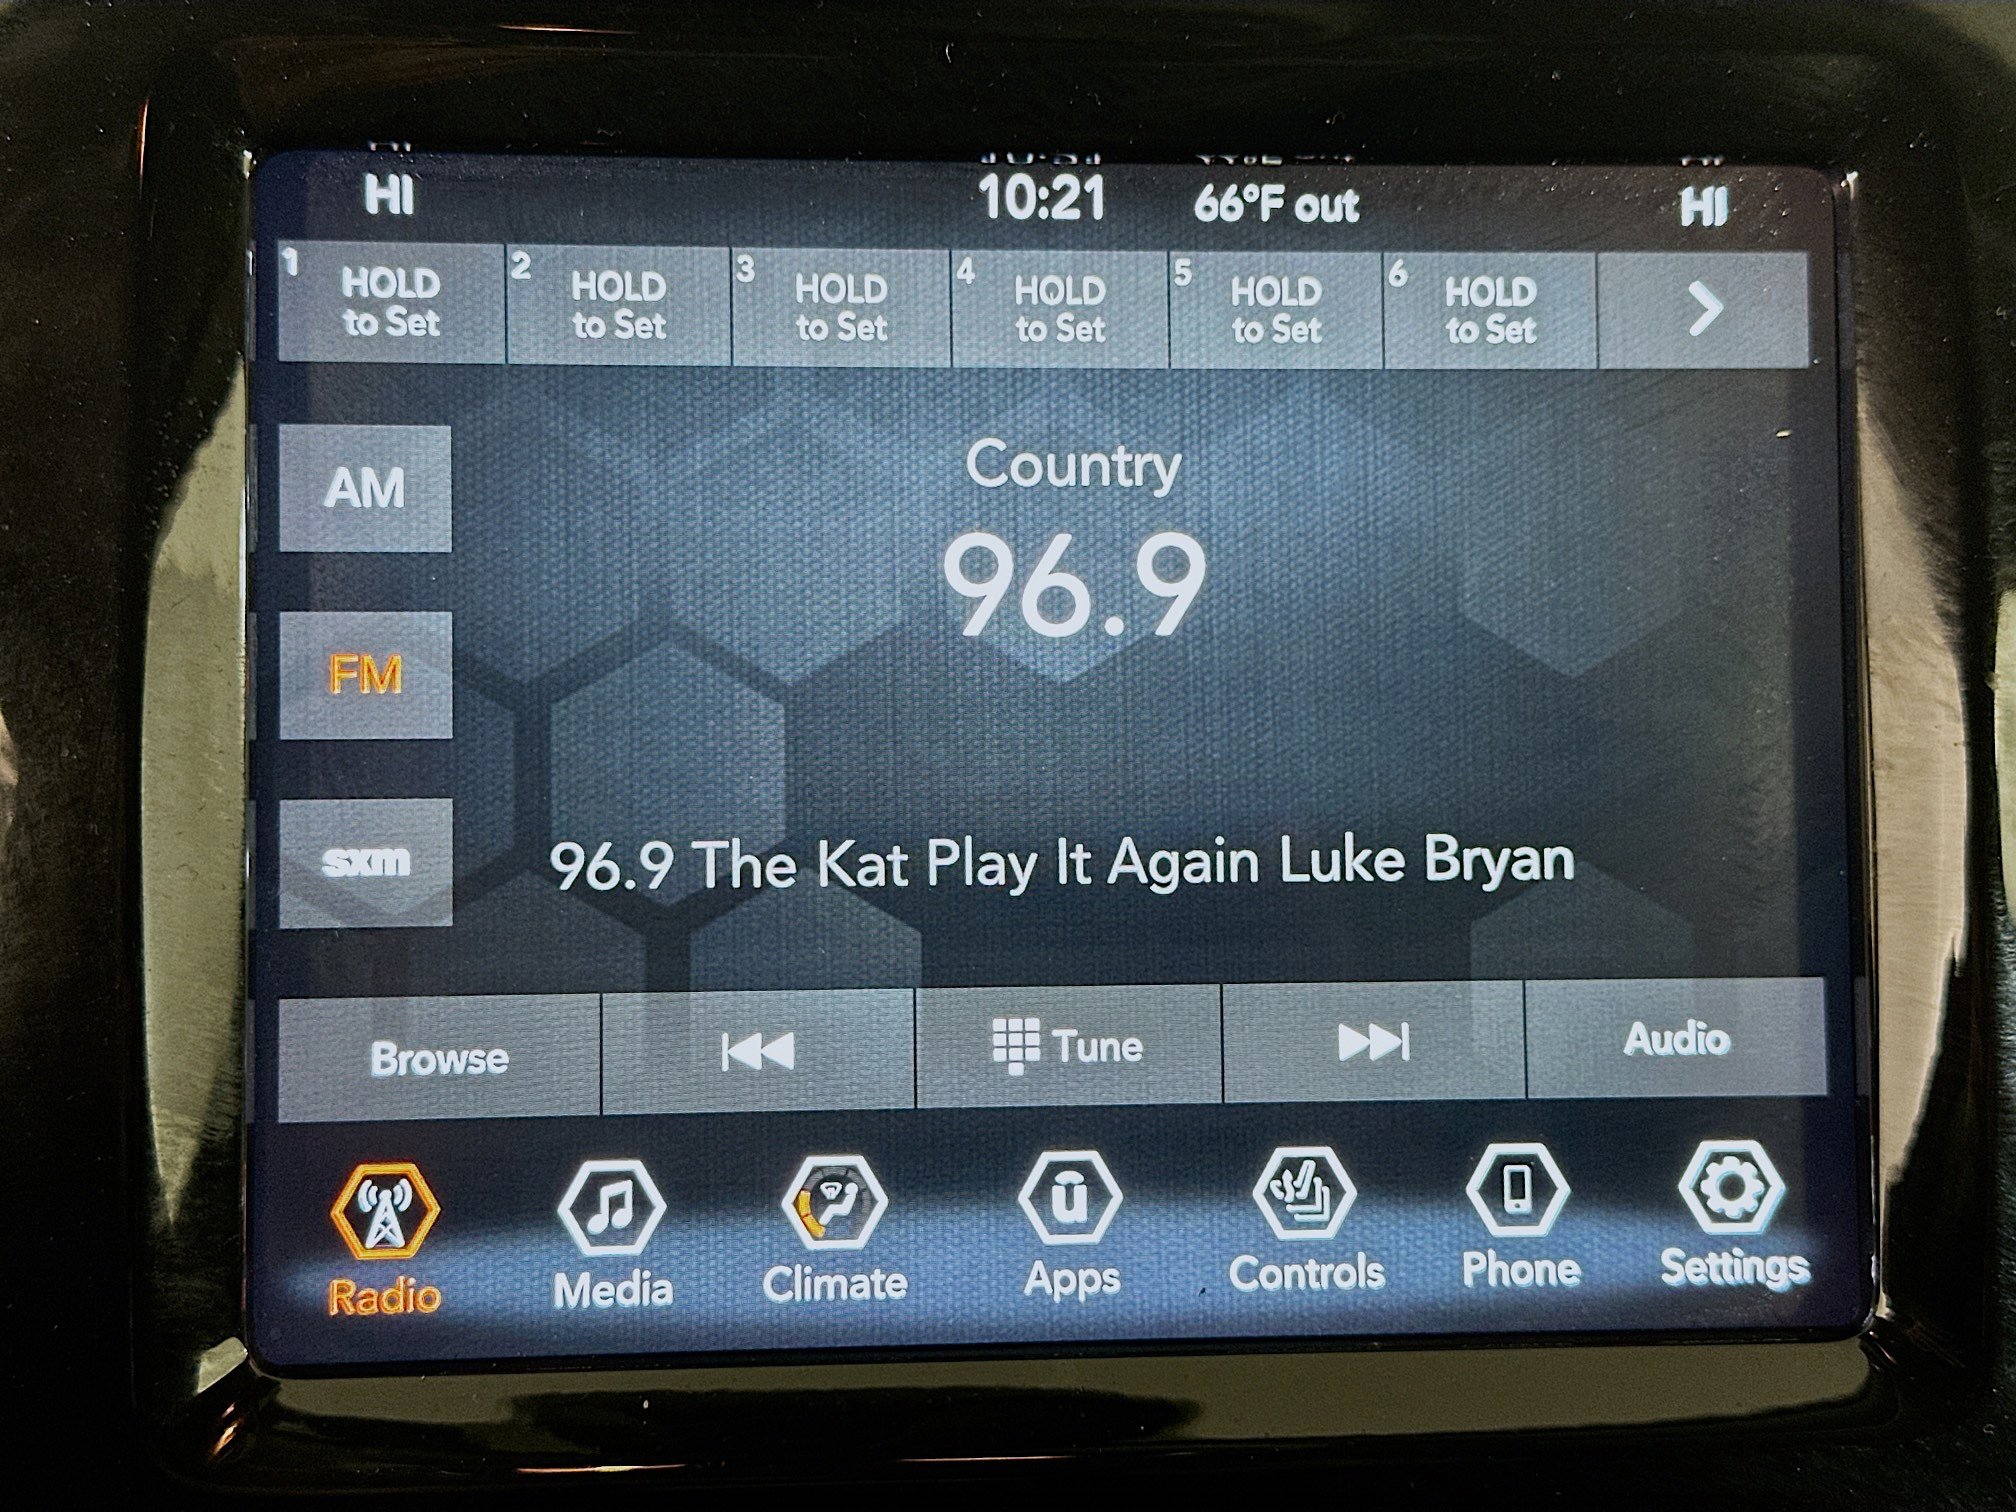 HI 10:21 66°F out HI
1 HOLD to Set
2 HOLD to Set
3 HOLD to Set
4 HOLD to Set
5 HOLD to Set
6 HOLD to Set
AM
Country
96.9
FM
sxm
96.9 The Kat Play It Again Luke Bryan
Browse Tune Audio
Radio Media Climate Apps Controls Phone Settings